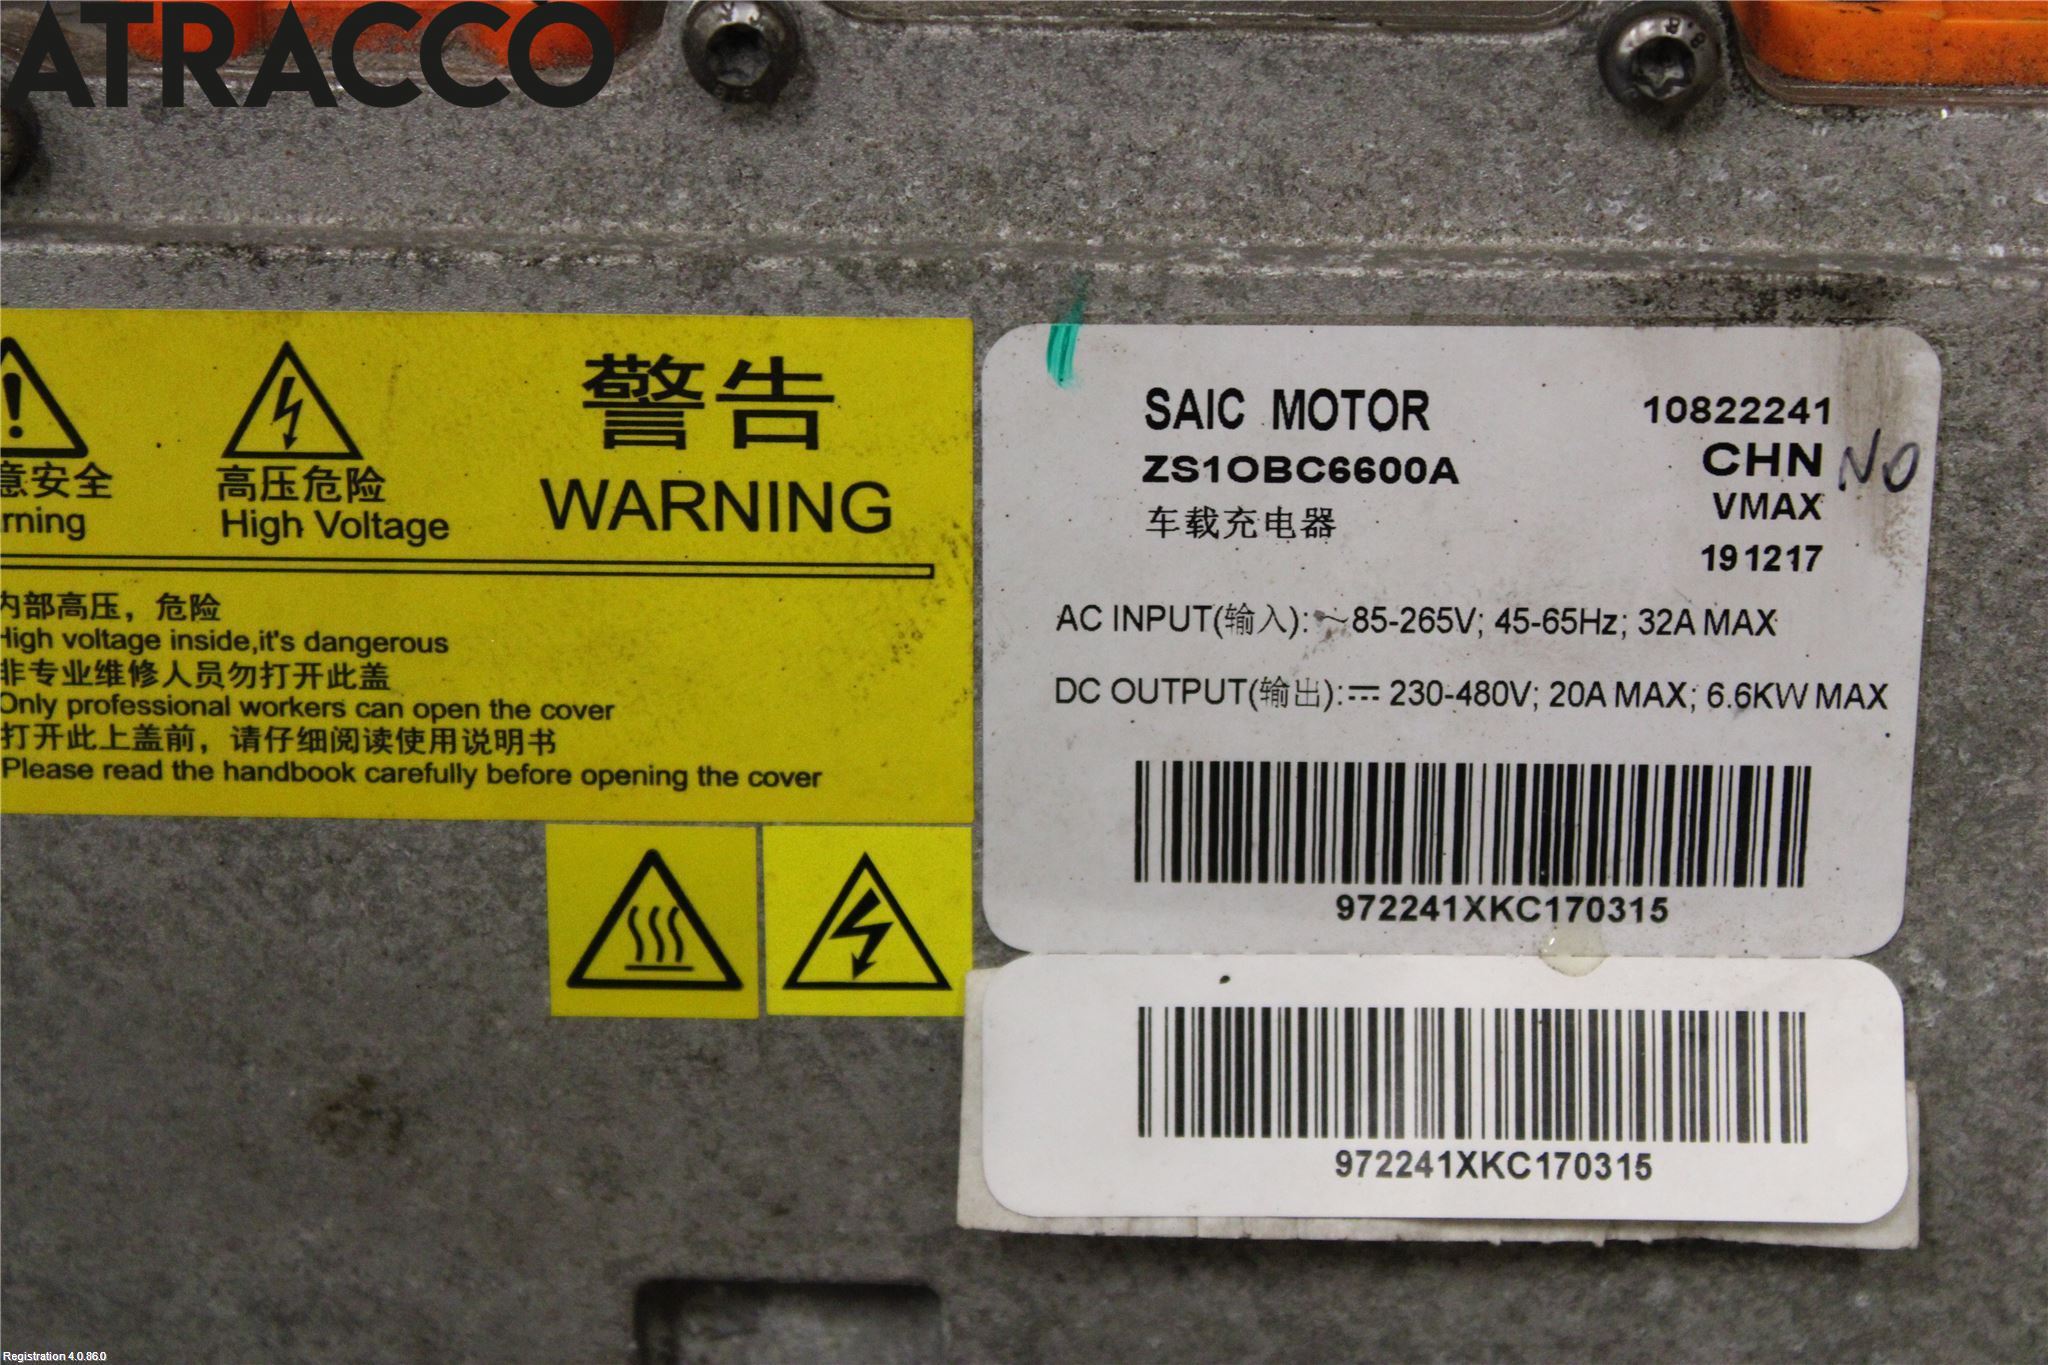 ATRACCO
意安全
高压危险
High Voltage
警告
WARNING
rning
内部高压，危险
High voltage inside,it's dangerous
非专业维修人员勿打开此盖
Only professional workers can open the cover
打开此上盖前，请仔细阅读使用说明书
Please read the handbook carefully before opening the cover
SAIC MOTOR
10822241
ZS1OBC6600A
CHN NO
车载充电器
VMAX
191217
AC INPUT(输入): ～85-265V; 45-65Hz; 32A MAX
DC OUTPUT(输出):⎓ 230-480V; 20A MAX; 6.6KW MAX
972241XKC170315
972241XKC170315
Registration 4.0.86.0